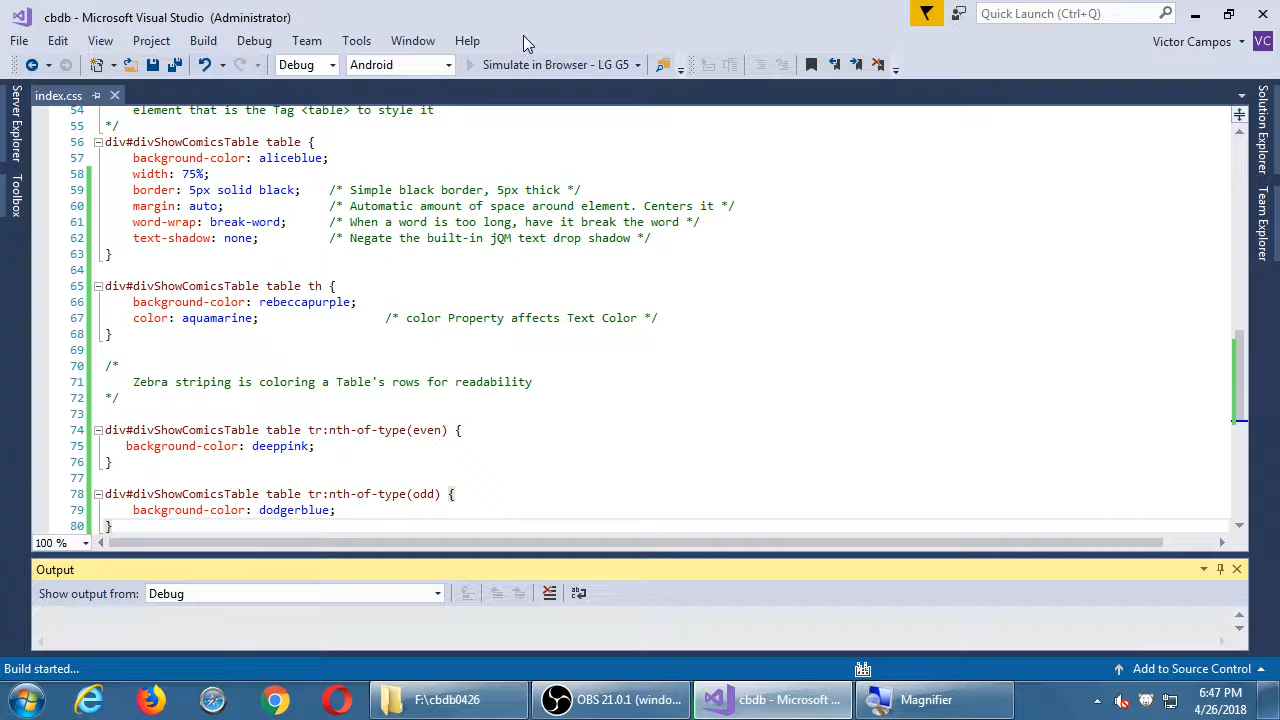 cbdb - Microsoft Visual Studio (Administrator)
Quick Launch (Ctrl+Q)
File Edit View Project Build Debug Team Tools Window Help
Victor Campos VC
Debug Android Simulate in Browser - LG G5
Server Explorer
Toolbox
Solution Explorer
Team Explorer
index.css
54 element that is the Tag <table> to style it
55 */
56 div#divShowComicsTable table {
57 background-color: aliceblue;
58 width: 75%;
59 border: 5px solid black; /* Simple black border, 5px thick */
60 margin: auto; /* Automatic amount of space around element. Centers it */
61 word-wrap: break-word; /* When a word is too long, have it break the word */
62 text-shadow: none; /* Negate the built-in jQM text drop shadow */
63 }
64
65 div#divShowComicsTable table th {
66 background-color: rebeccapurple;
67 color: aquamarine; /* color Property affects Text Color */
68 }
69
70 /*
71 Zebra striping is coloring a Table's rows for readability
72 */
73
74 div#divShowComicsTable table tr:nth-of-type(even) {
75 background-color: deeppink;
76 }
77
78 div#divShowComicsTable table tr:nth-of-type(odd) {
79 background-color: dodgerblue;
80 }
100 %
Output
Show output from: Debug
Build started...
Add to Source Control
F:\cbdb0426
OBS 21.0.1 (windo...
cbdb - Microsoft ...
Magnifier
6:47 PM
4/26/2018